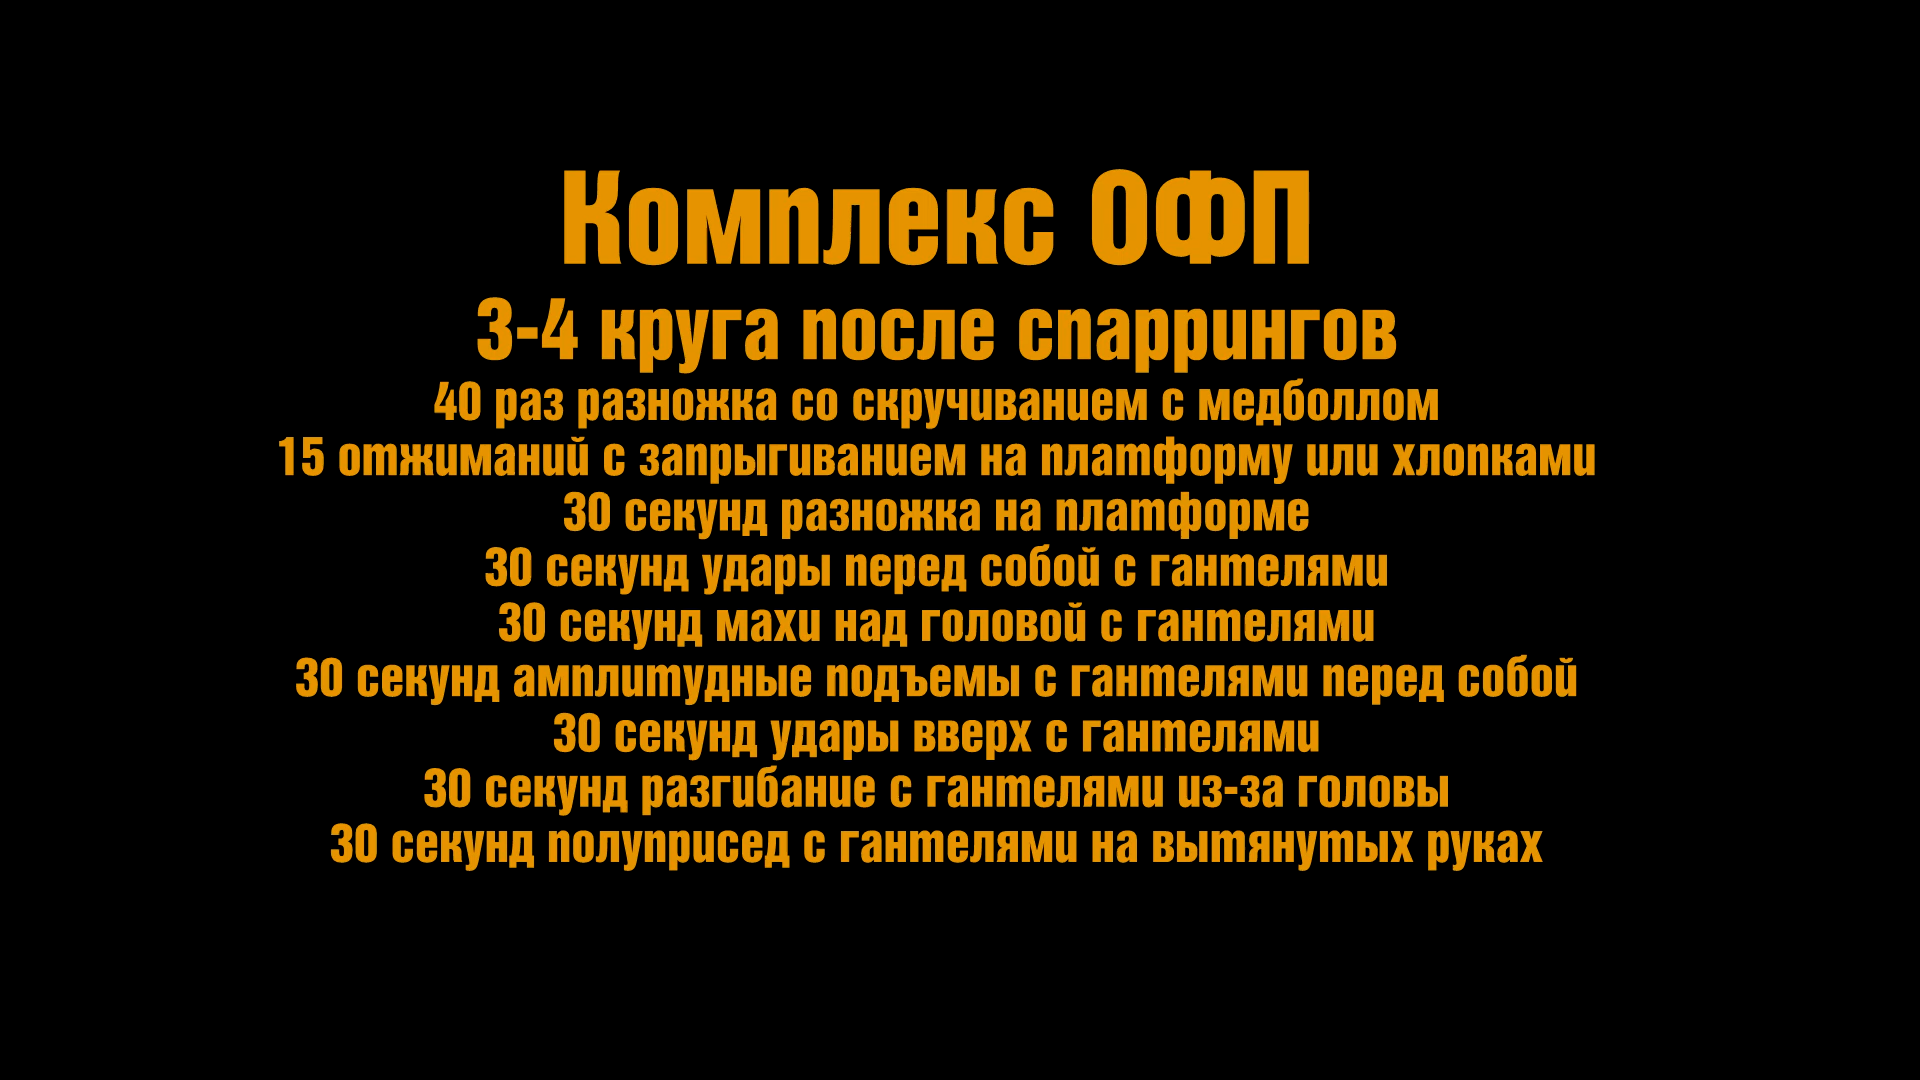 Комплекс ОФП
3-4 круга после спаррингов
40 раз разножка со скручиванием с медболлом
15 отжиманий с запрыгиванием на платформу или хлопками
30 секунд разножка на платформе
30 секунд удары перед собой с гантелями
30 секунд махи над головой с гантелями
30 секунд амплитудные подъемы с гантелями перед собой
30 секунд удары вверх с гантелями
30 секунд разгибание с гантелями из-за головы
30 секунд полуприсед с гантелями на вытянутых руках